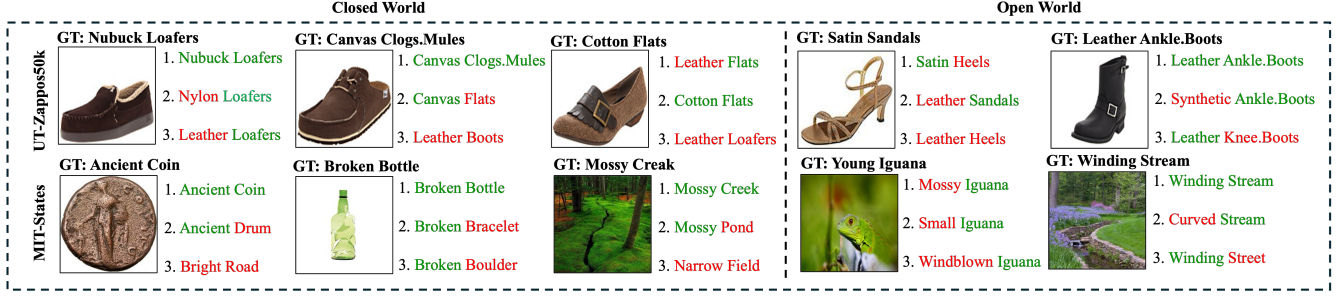 Closed World
Open World
UT-Zappos50k
GT: Nubuck Loafers
1. Nubuck Loafers
2. Nylon Loafers
3. Leather Loafers
GT: Canvas Clogs.Mules
1. Canvas Clogs.Mules
2. Canvas Flats
3. Leather Boots
GT: Cotton Flats
1. Leather Flats
2. Cotton Flats
3. Leather Loafers
GT: Satin Sandals
1. Satin Heels
2. Leather Sandals
3. Leather Heels
GT: Leather Ankle.Boots
1. Leather Ankle.Boots
2. Synthetic Ankle.Boots
3. Leather Knee.Boots
MIT-States
GT: Ancient Coin
1. Ancient Coin
2. Ancient Drum
3. Bright Road
GT: Broken Bottle
1. Broken Bottle
2. Broken Bracelet
3. Broken Boulder
GT: Mossy Creak
1. Mossy Creek
2. Mossy Pond
3. Narrow Field
GT: Young Iguana
1. Mossy Iguana
2. Small Iguana
3. Windblown Iguana
GT: Winding Stream
1. Winding Stream
2. Curved Stream
3. Winding Street